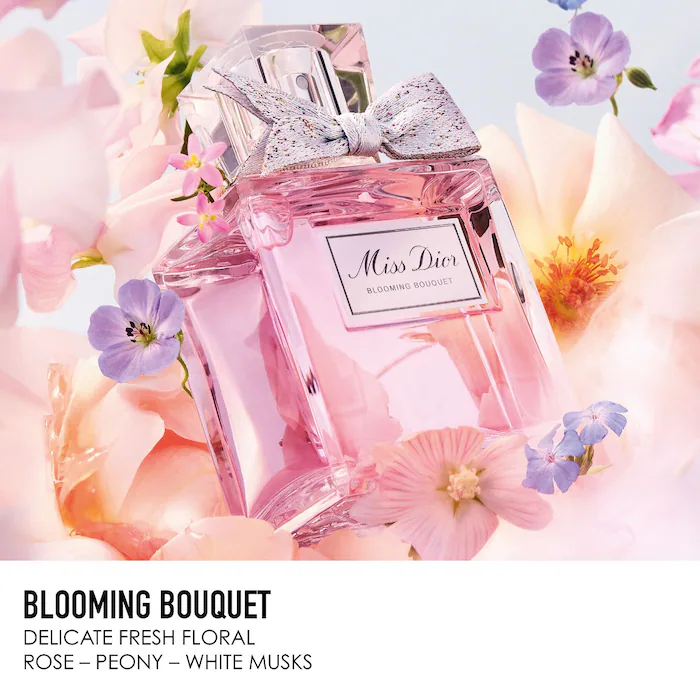 Miss Dior
BLOOMING BOUQUET
BLOOMING BOUQUET
DELICATE FRESH FLORAL
ROSE – PEONY – WHITE MUSKS